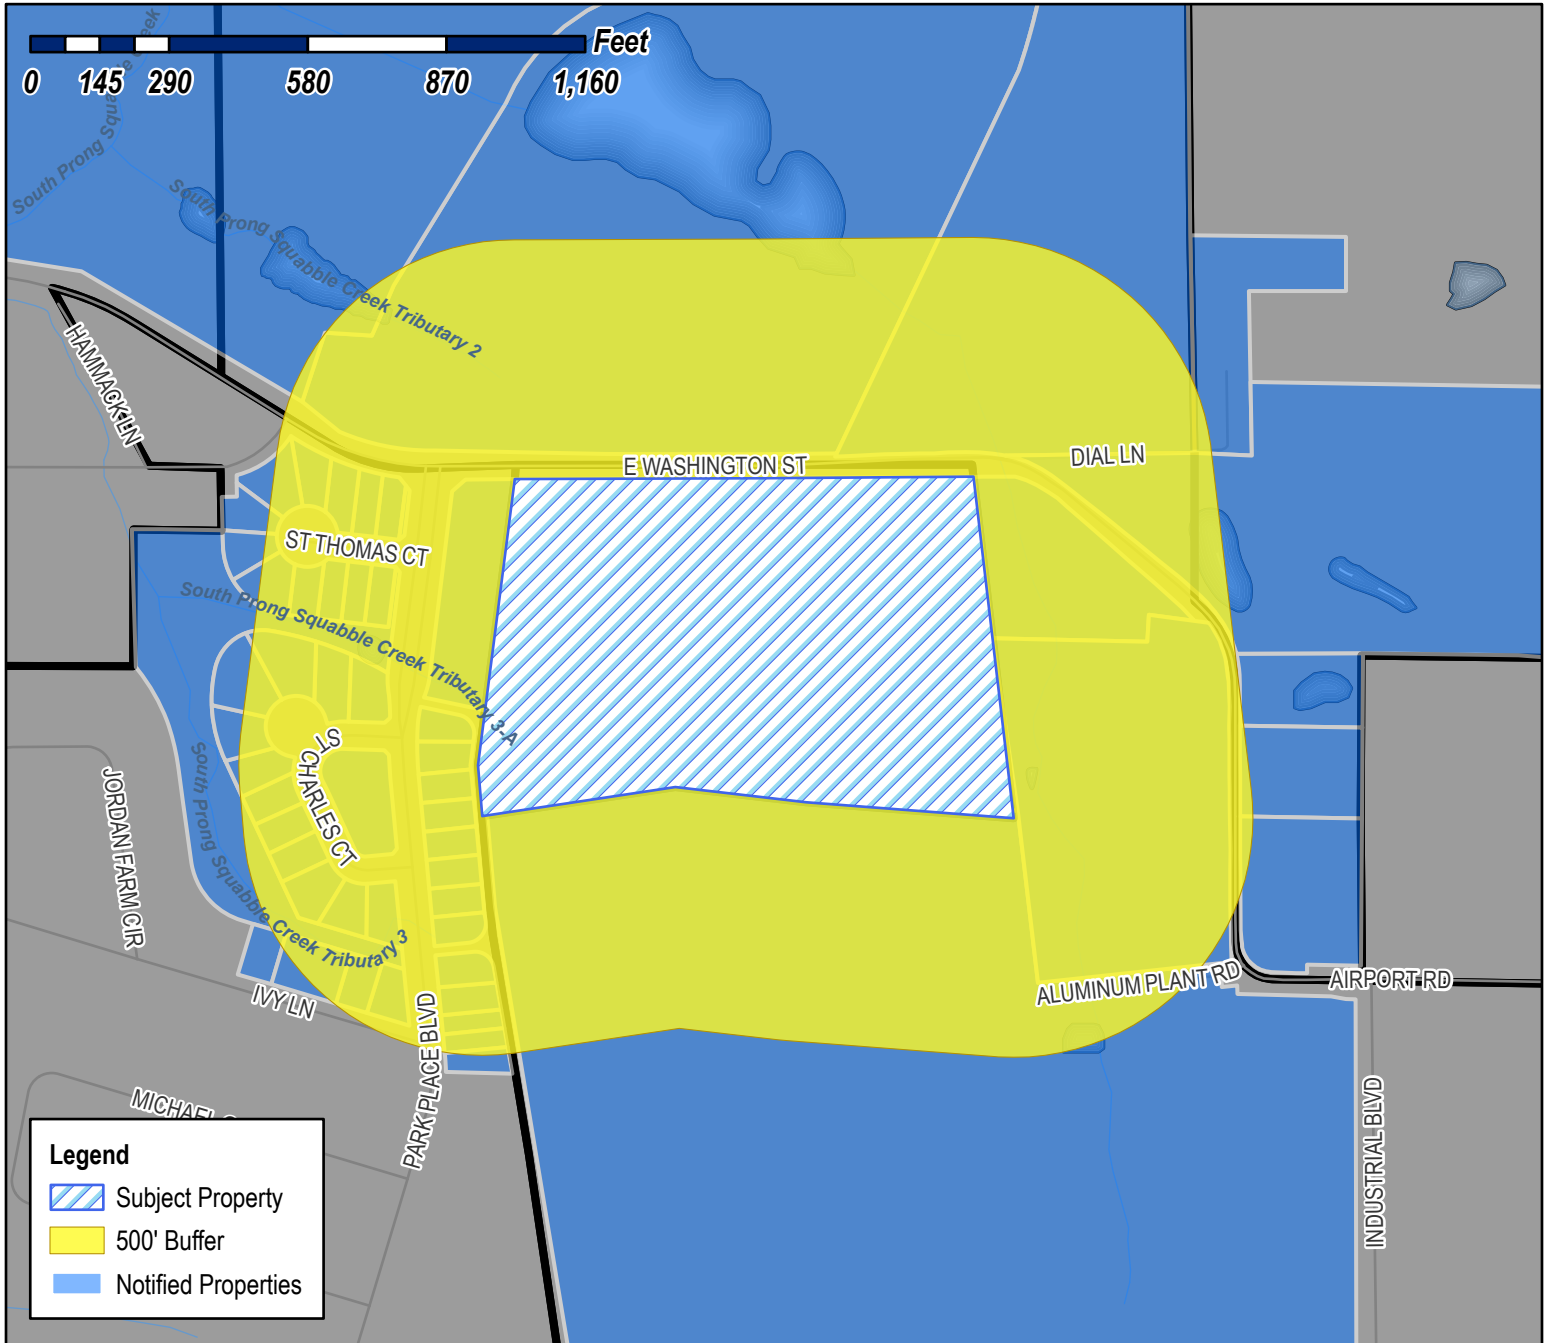 Feet
0 145 290 580 870 1,160
South Prong Squabble Creek
South Prong Squabble Creek Tributary 2
HAMMACK LN
E WASHINGTON ST
DIAL LN
ST THOMAS CT
South Prong Squabble Creek Tributary 3-A
ST CHARLES CT
JORDAN FARM CIR
South Prong Squabble Creek Tributary 3
IVY LN
PARK PLACE BLVD
ALUMINUM PLANT RD
AIRPORT RD
INDUSTRIAL BLVD
MICHAEL
Legend
Subject Property
500' Buffer
Notified Properties